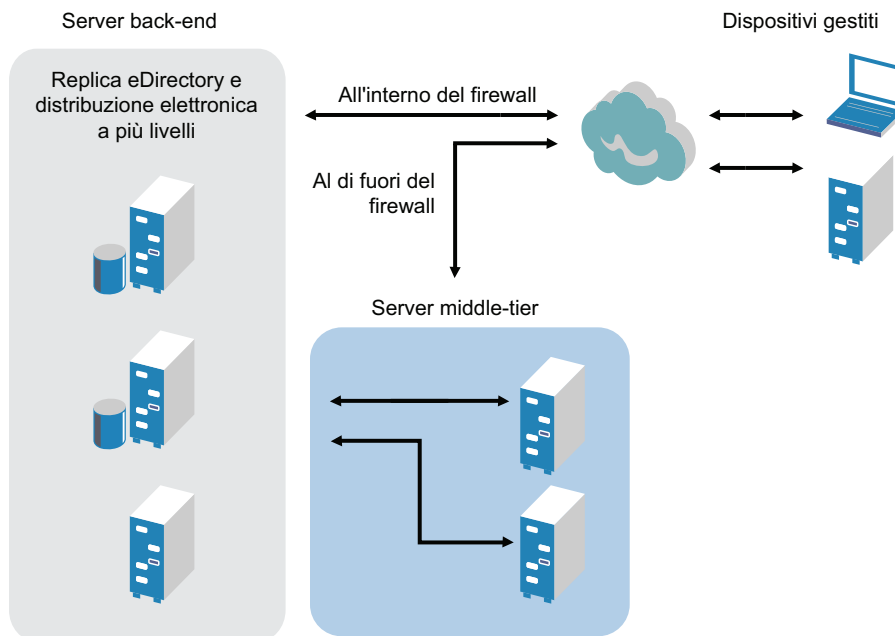 Server back-end
Dispositivi gestiti
Replica eDirectory e
distribuzione elettronica
a più livelli
All'interno del firewall
Al di fuori del
firewall
Server middle-tier